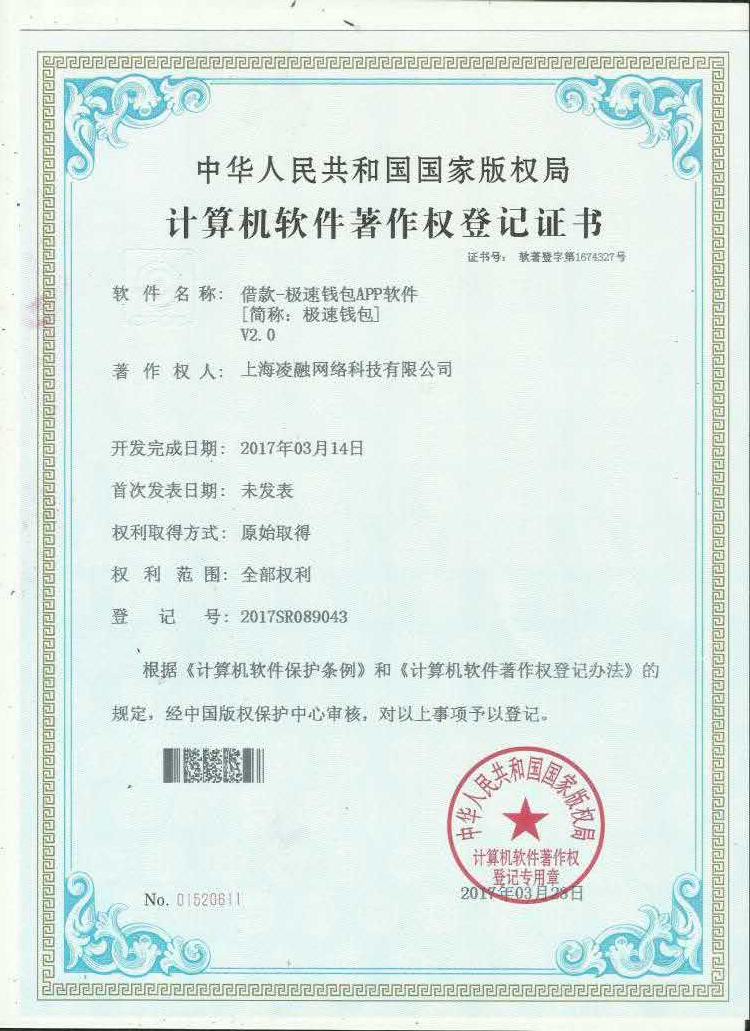 中华人民共和国国家版权局
计算机软件著作权登记证书
证书号： 软著登字第1674327号
软件名称： 借款-极速钱包APP软件
[简称：极速钱包]
V2.0
著作权人： 上海凌融网络科技有限公司
开发完成日期： 2017年03月14日
首次发表日期： 未发表
权利取得方式： 原始取得
权利范围： 全部权利
登记号： 2017SR089043
根据《计算机软件保护条例》和《计算机软件著作权登记办法》的
规定，经中国版权保护中心审核，对以上事项予以登记。
中华人民共和国国家版权局
计算机软件著作权
登记专用章
No. 01520611
2017年03月23日